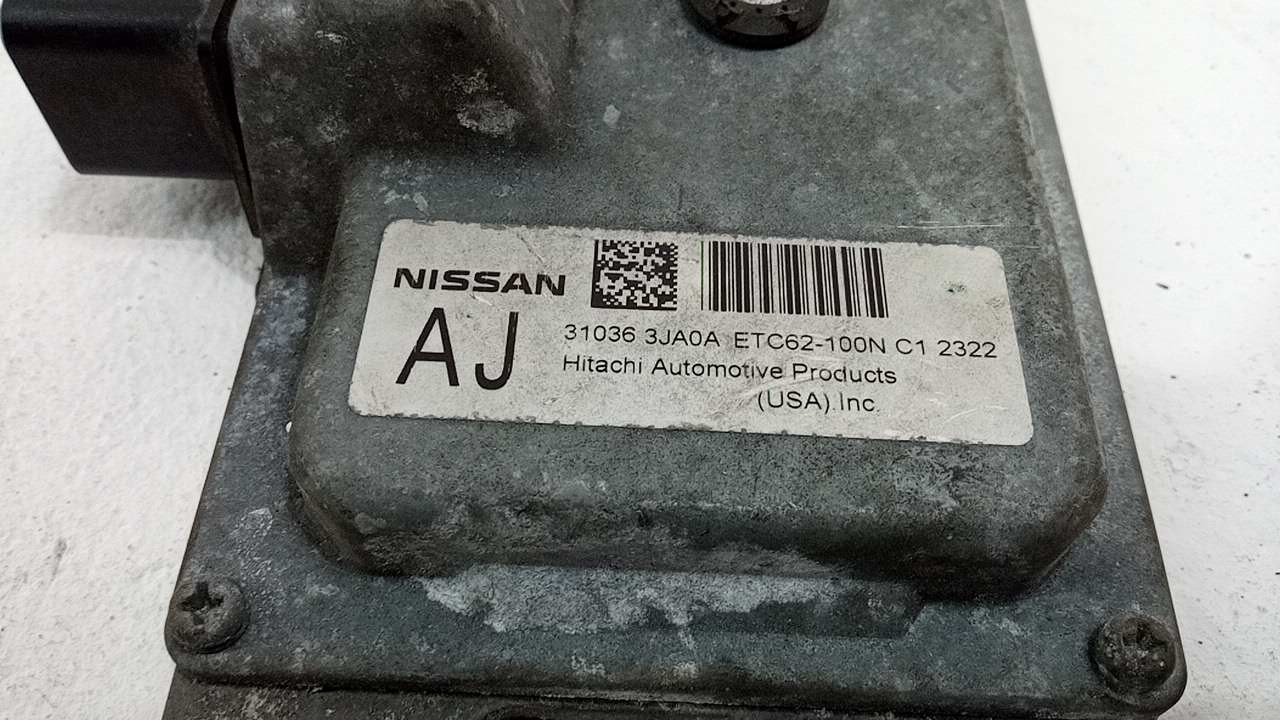 NISSAN
AJ
31036 3JA0A ETC62-100N C1 2322
Hitachi Automotive Products
(USA).Inc.